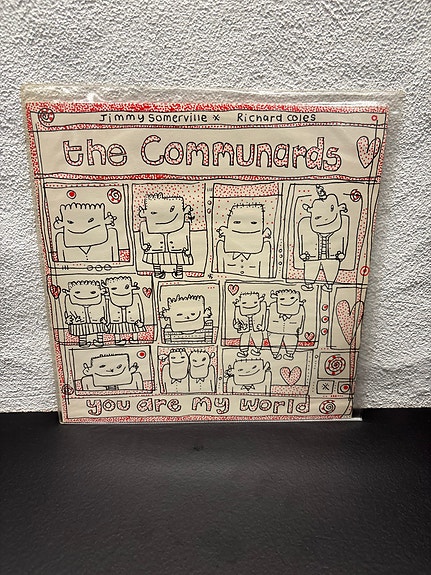 Jimmy Somerville x Richard Coles
the Communards
you are my world